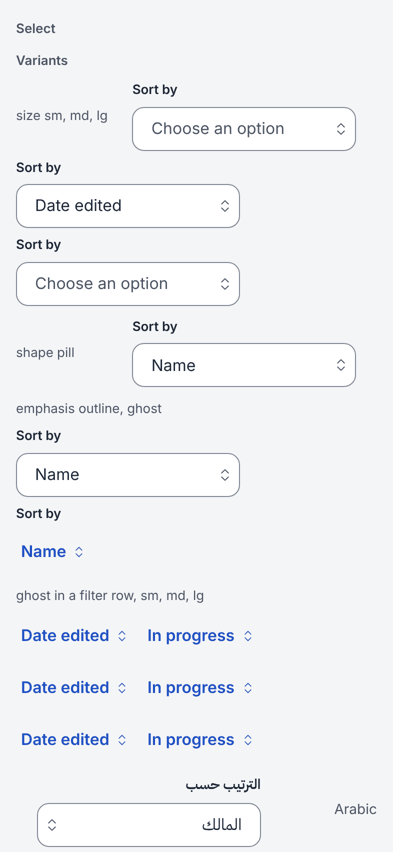 Select
Variants
Sort by
size sm, md, lg
Choose an option
Sort by
Date edited
Sort by
Choose an option
Sort by
shape pill
Name
emphasis outline, ghost
Sort by
Name
Sort by
Name
ghost in a filter row, sm, md, lg
Date edited In progress
Date edited In progress
Date edited In progress
الترتيب حسب
Arabic
المالك